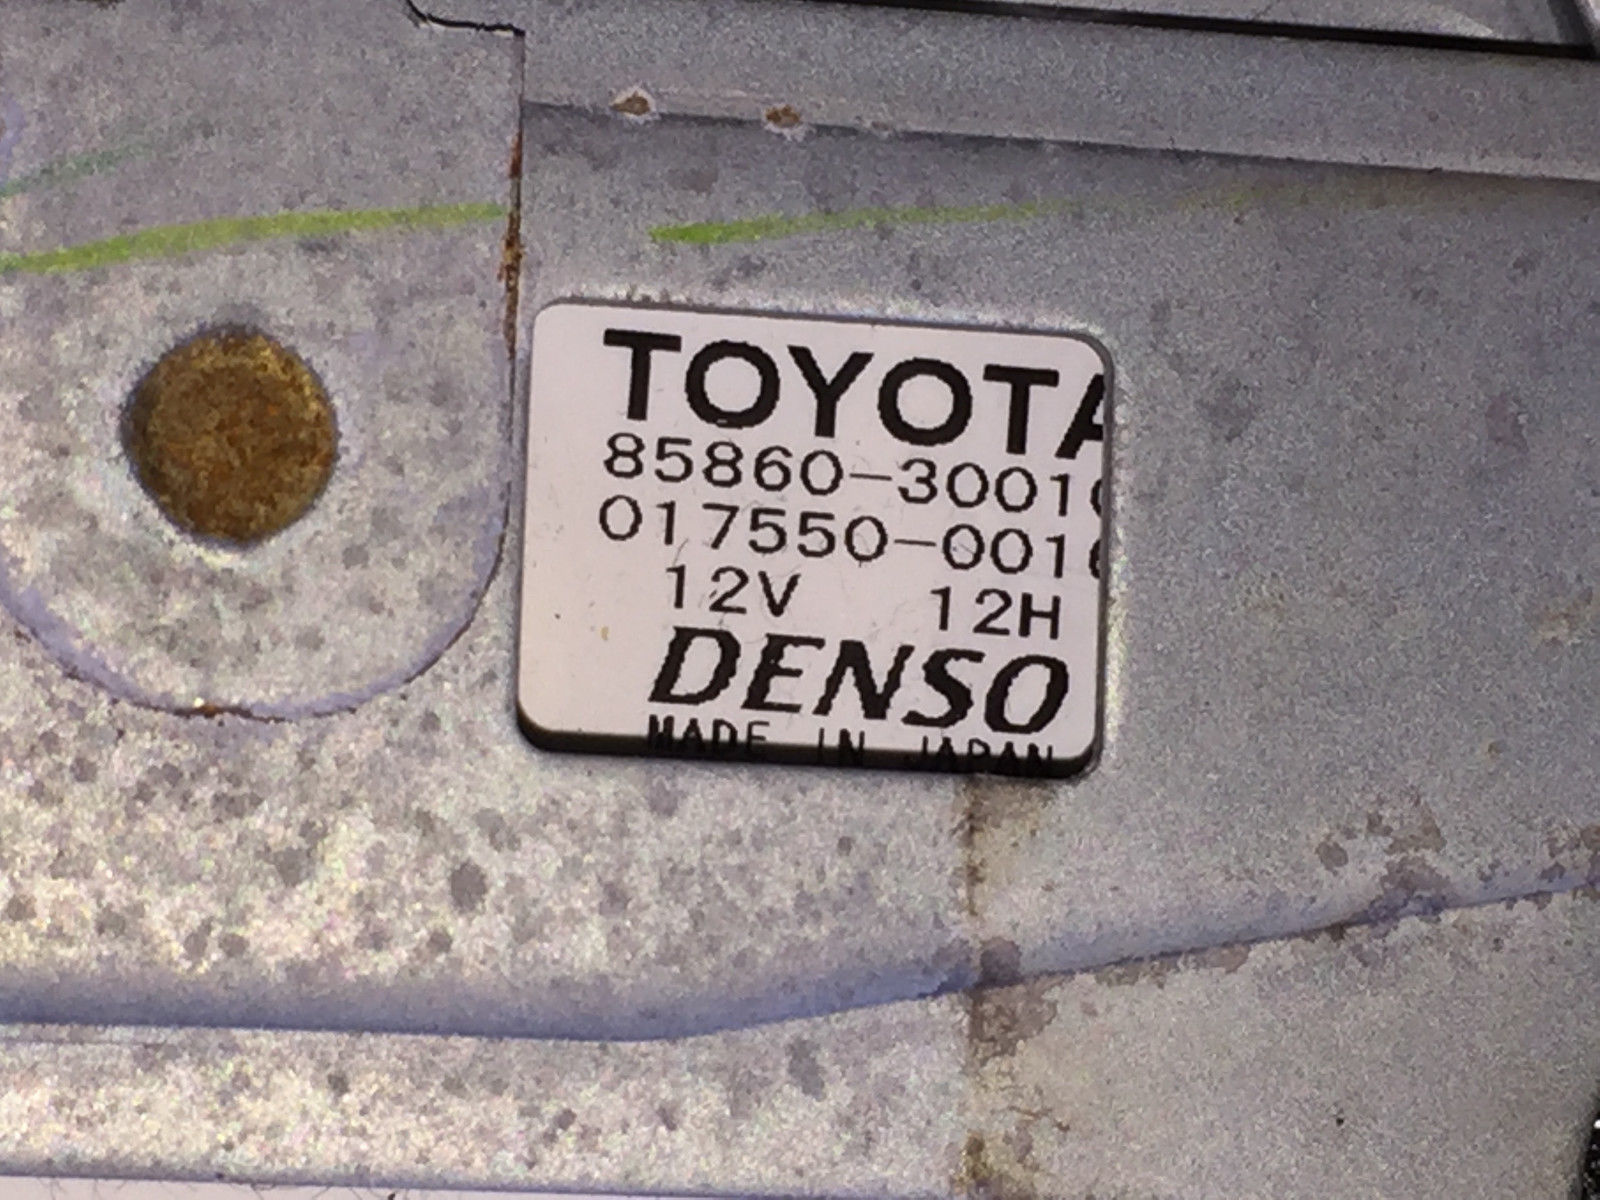 TOYOTA
85860-3001
017550-001
12V 12H
DENSO
MADE IN JAPAN